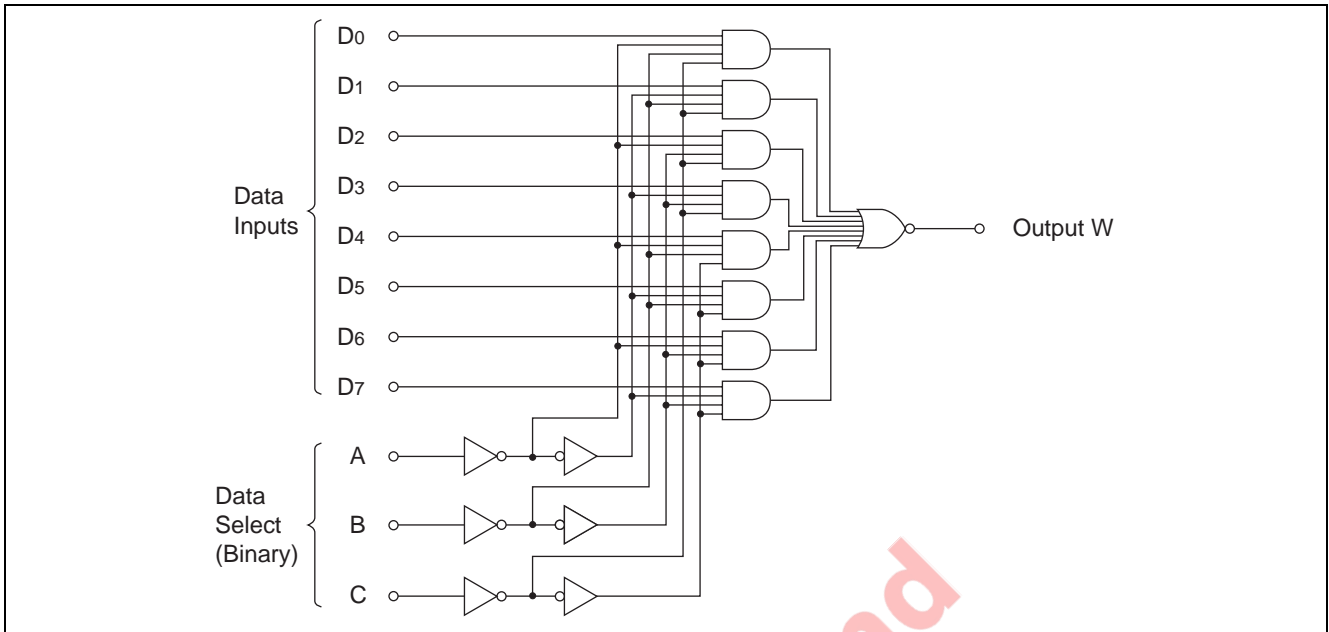 D0
D1
D2
D3
D4
D5
D6
D7
Data
Inputs
Output W
A
B
C
Data
Select
(Binary)